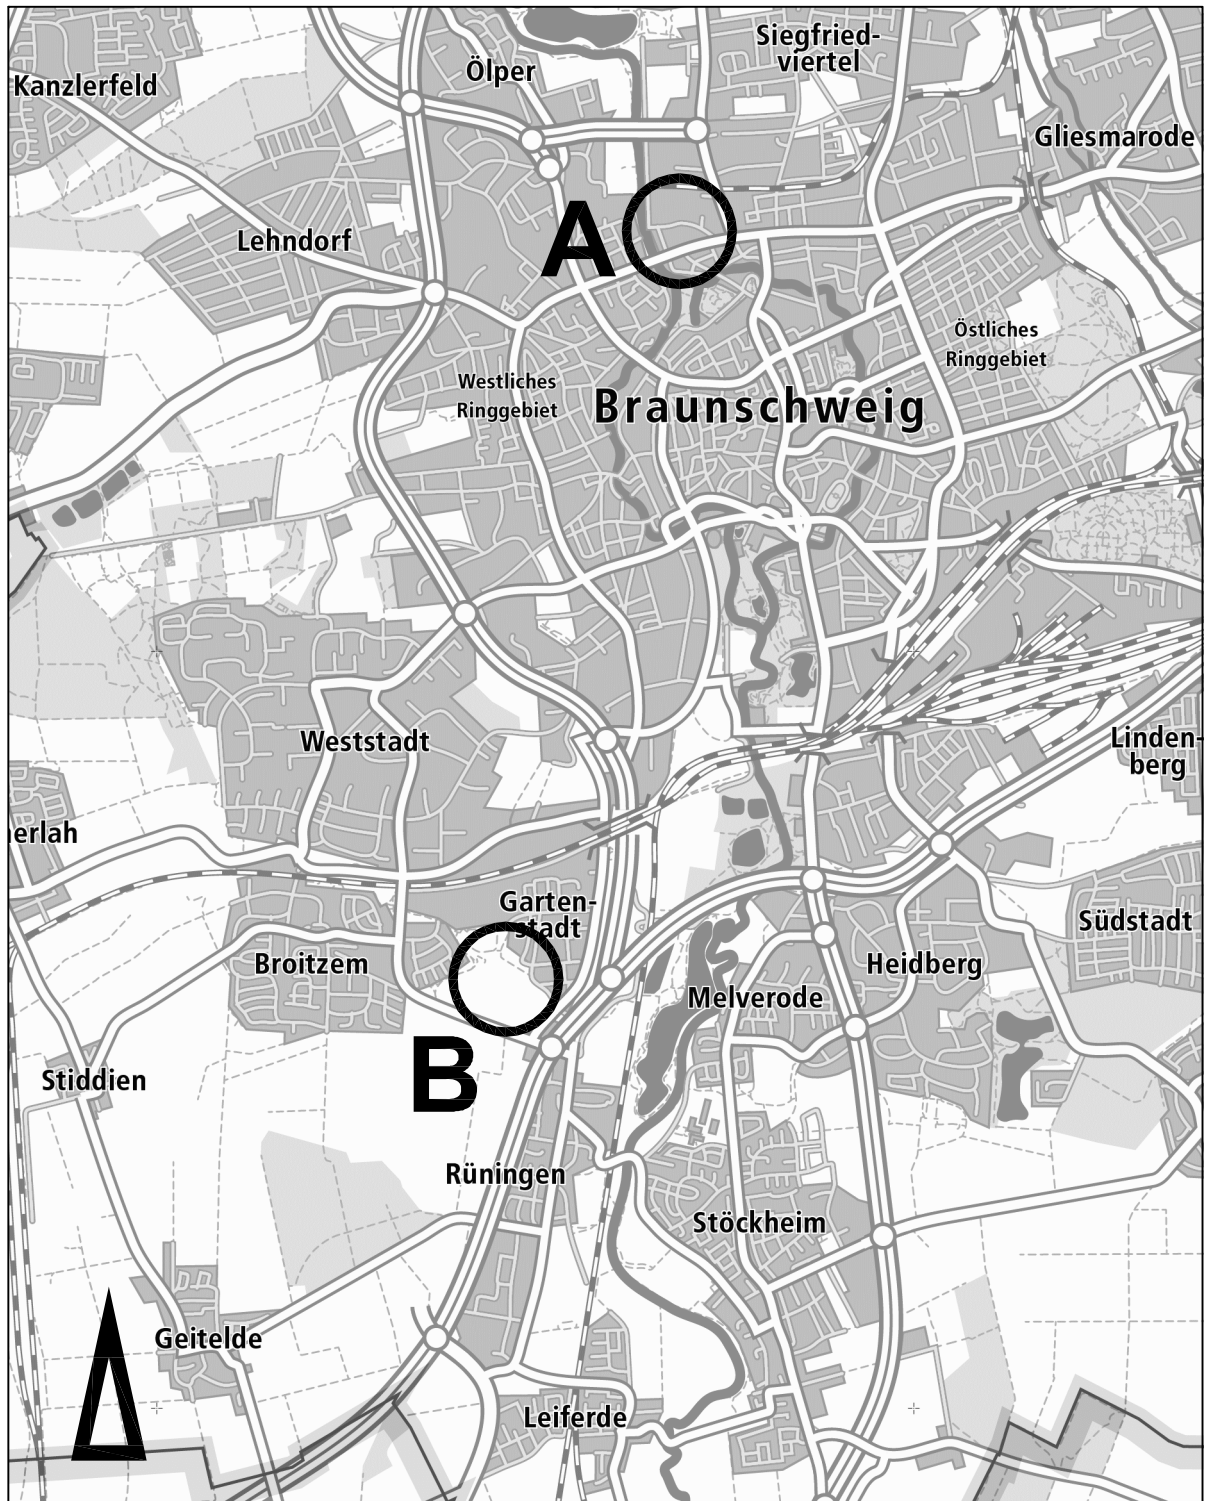 Siegfried-
viertel
Ölper
Kanzlerfeld
Gliesmarode
A
Lehndorf
Östliches
Ringgebiet
Westliches
Ringgebiet
Braunschweig
Weststadt
Linden-
berg
erlah
Garten-
stadt
Südstadt
Broitzem
Heidberg
Melverode
B
Stiddien
Rüningen
Stöckheim
Geitelde
Leiferde